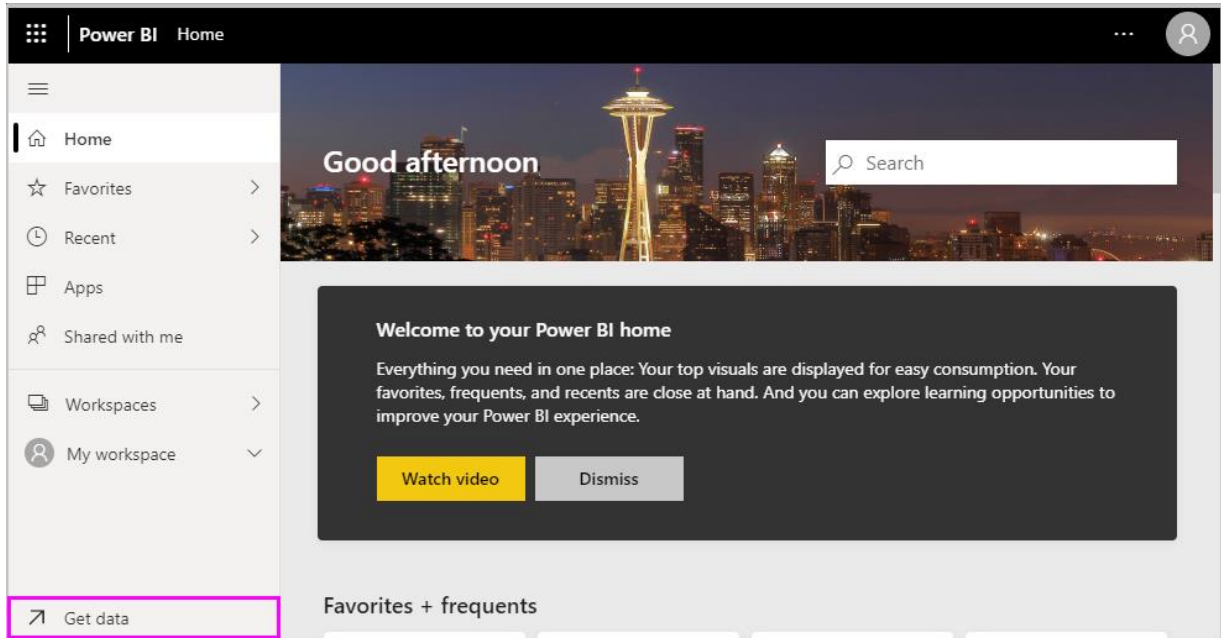 Power BI Home
Home
Favorites
Recent
Apps
Shared with me
Workspaces
My workspace
Get data
Good afternoon
Search
Welcome to your Power BI home
Everything you need in one place: Your top visuals are displayed for easy consumption. Your
favorites, frequents, and recents are close at hand. And you can explore learning opportunities to
improve your Power BI experience.
Watch video Dismiss
Favorites + frequents